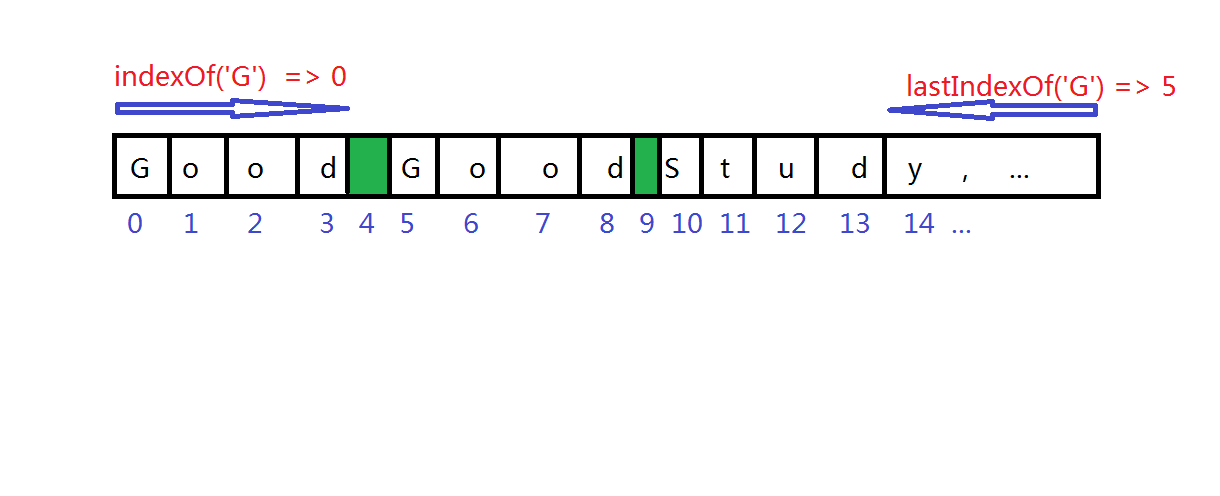 indexOf('G') => 0
lastIndexOf('G') => 5
G o o d G o o d S t u d y , ...
0 1 2 3 4 5 6 7 8 9 10 11 12 13 14 ...